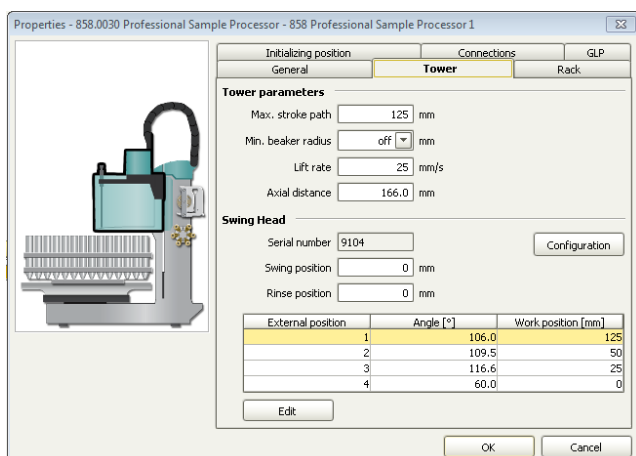 Properties - 858.0030 Professional Sample Processor - 858 Professional Sample Processor 1
Initializing position Connections GLP
General Tower Rack
Tower parameters
Max. stroke path 125 mm
Min. beaker radius off mm
Lift rate 25 mm/s
Axial distance 166.0 mm
Swing Head
Serial number 9104 Configuration
Swing position 0 mm
Rinse position 0 mm
External position Angle [°] Work position [mm]
1 106.0 125
2 109.5 50
3 116.6 25
4 60.0 0
Edit
OK Cancel